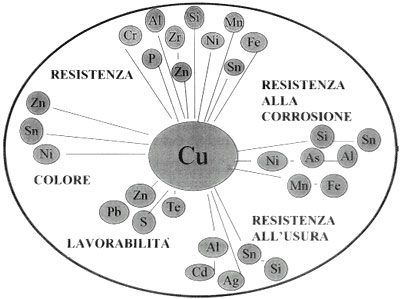 Al
Si
Mn
Cr
Zr
Ni
Fe
P
Zn
Sn
RESISTENZA
Zn
Sn
Ni
COLORE
Cu
RESISTENZA
ALLA
CORROSIONE
Si
Sn
Ni
As
Al
Mn
Fe
Zn
Pb
S
Te
LAVORABILITÀ
RESISTENZA
ALL'USURA
Al
Sn
Cd
Ag
Si